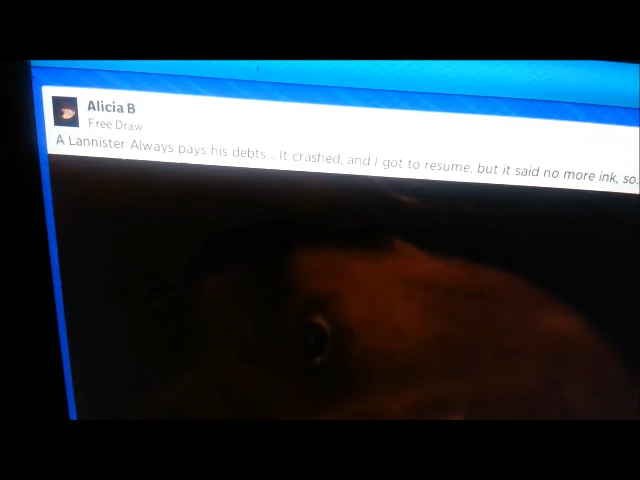 Alicia B
Free Draw
A Lannister Always pays his debts... It crashed, and I got to resume, but it said no more ink, so..